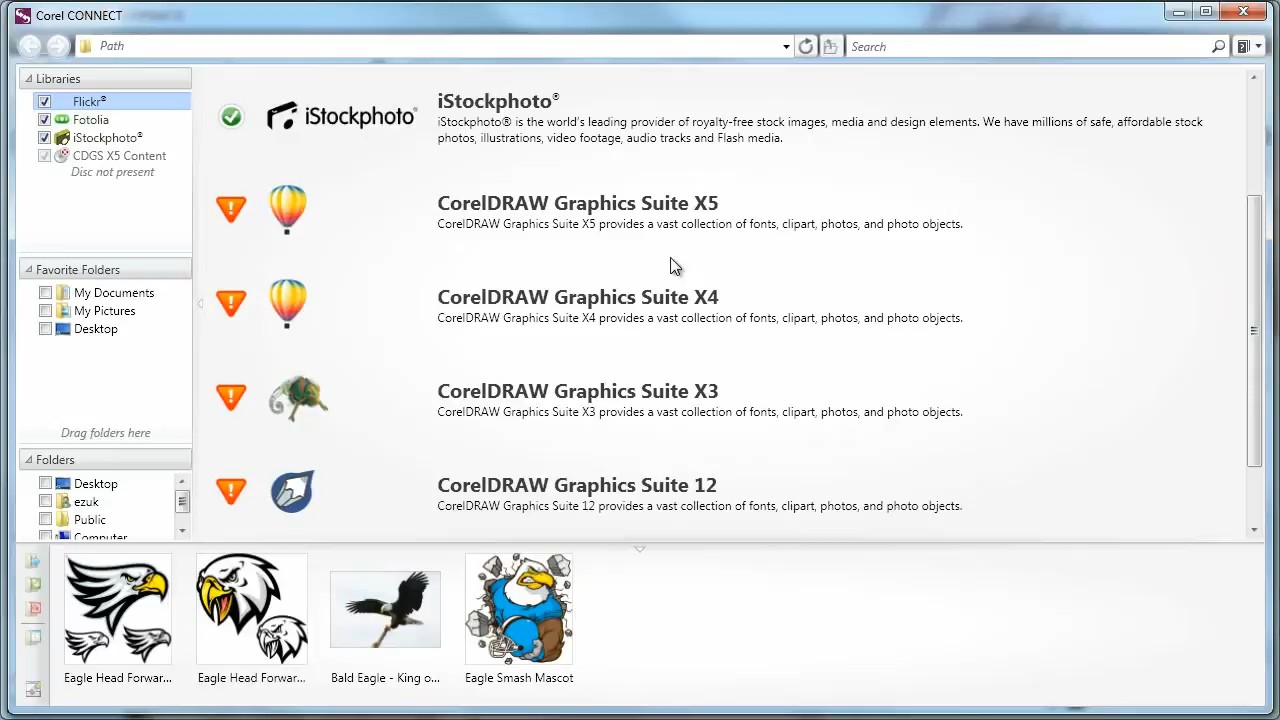 Corel CONNECT
Path
Search
Libraries
Flickr®
Fotolia
iStockphoto®
CDGS X5 Content
Disc not present
Favorite Folders
My Documents
My Pictures
Desktop
Drag folders here
Folders
Desktop
ezuk
Public
Computer
iStockphoto®
iStockphoto®
iStockphoto® is the world's leading provider of royalty-free stock images, media and design elements. We have millions of safe, affordable stock
photos, illustrations, video footage, audio tracks and Flash media.
CorelDRAW Graphics Suite X5
CorelDRAW Graphics Suite X5 provides a vast collection of fonts, clipart, photos, and photo objects.
CorelDRAW Graphics Suite X4
CorelDRAW Graphics Suite X4 provides a vast collection of fonts, clipart, photos, and photo objects.
CorelDRAW Graphics Suite X3
CorelDRAW Graphics Suite X3 provides a vast collection of fonts, clipart, photos, and photo objects.
CorelDRAW Graphics Suite 12
CorelDRAW Graphics Suite 12 provides a vast collection of fonts, clipart, photos, and photo objects.
Eagle Head Forwar...
Eagle Head Forwar...
Bald Eagle - King o...
Eagle Smash Mascot